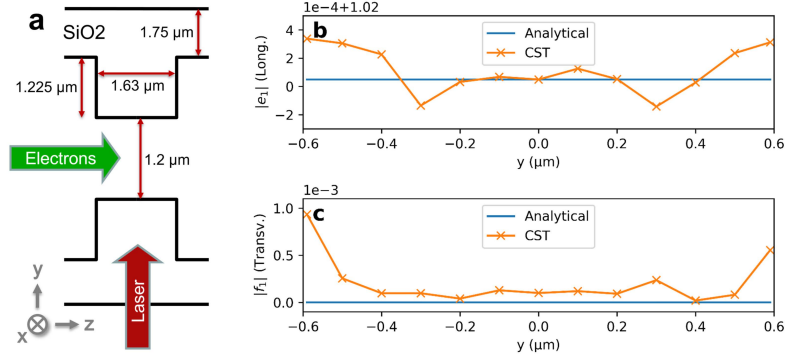 a
SiO2
1.75 μm
1.225 μm
1.63 μm
1.2 μm
Electrons
Laser
y
x
z
1e−4+1.02
b
Analytical
CST
|e₁| (Long.)
4
2
0
−2
−0.6 −0.4 −0.2 0.0 0.2 0.4 0.6
y (μm)
1e−3
c
Analytical
CST
|f₁| (Transv.)
1.0
0.5
0.0
−0.6 −0.4 −0.2 0.0 0.2 0.4 0.6
y (μm)